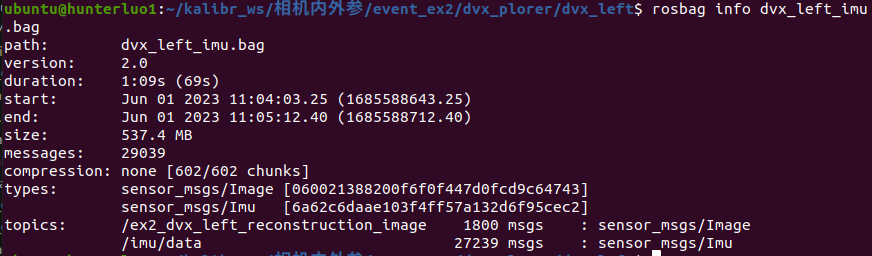 ubuntu@hunterluo1:~/kalibr_ws/相机内外参/event_ex2/dvx_plorer/dvx_left$ rosbag info dvx_left_imu
.bag
path:        dvx_left_imu.bag
version:     2.0
duration:    1:09s (69s)
start:       Jun 01 2023 11:04:03.25 (1685588643.25)
end:         Jun 01 2023 11:05:12.40 (1685588712.40)
size:        537.4 MB
messages:    29039
compression: none [602/602 chunks]
types:       sensor_msgs/Image [060021388200f6f0f447d0fcd9c64743]
             sensor_msgs/Imu   [6a62c6daae103f4ff57a132d6f95cec2]
topics:      /ex2_dvx_left_reconstruction_image    1800 msgs    : sensor_msgs/Image
             /imu/data                            27239 msgs    : sensor_msgs/Imu